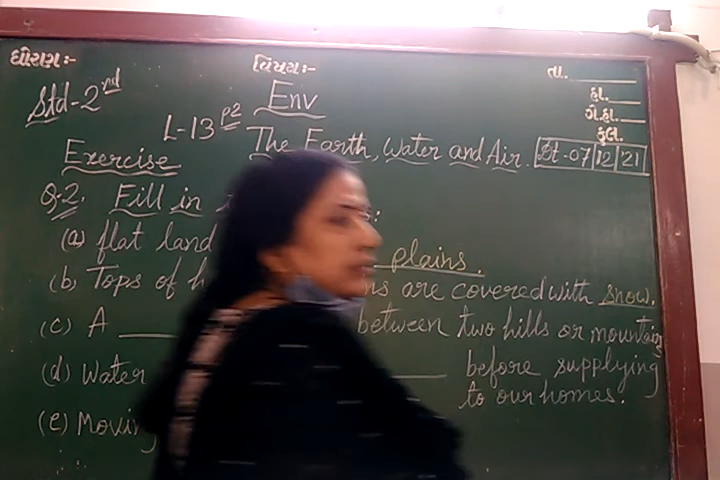 ધોરણ:- વિષય:- તા.
Std-2nd Env હા.
L-13 P2 ગે.હા.
The Earth, Water and Air. Dt-07/12/21 કુલ.
Exercise
Q.2. Fill in
(a) flat land plains.
(b) Tops of are covered with snow.
(c) A between two hills or mountains
(d) Water before supplying
to our homes.
(e) Moving